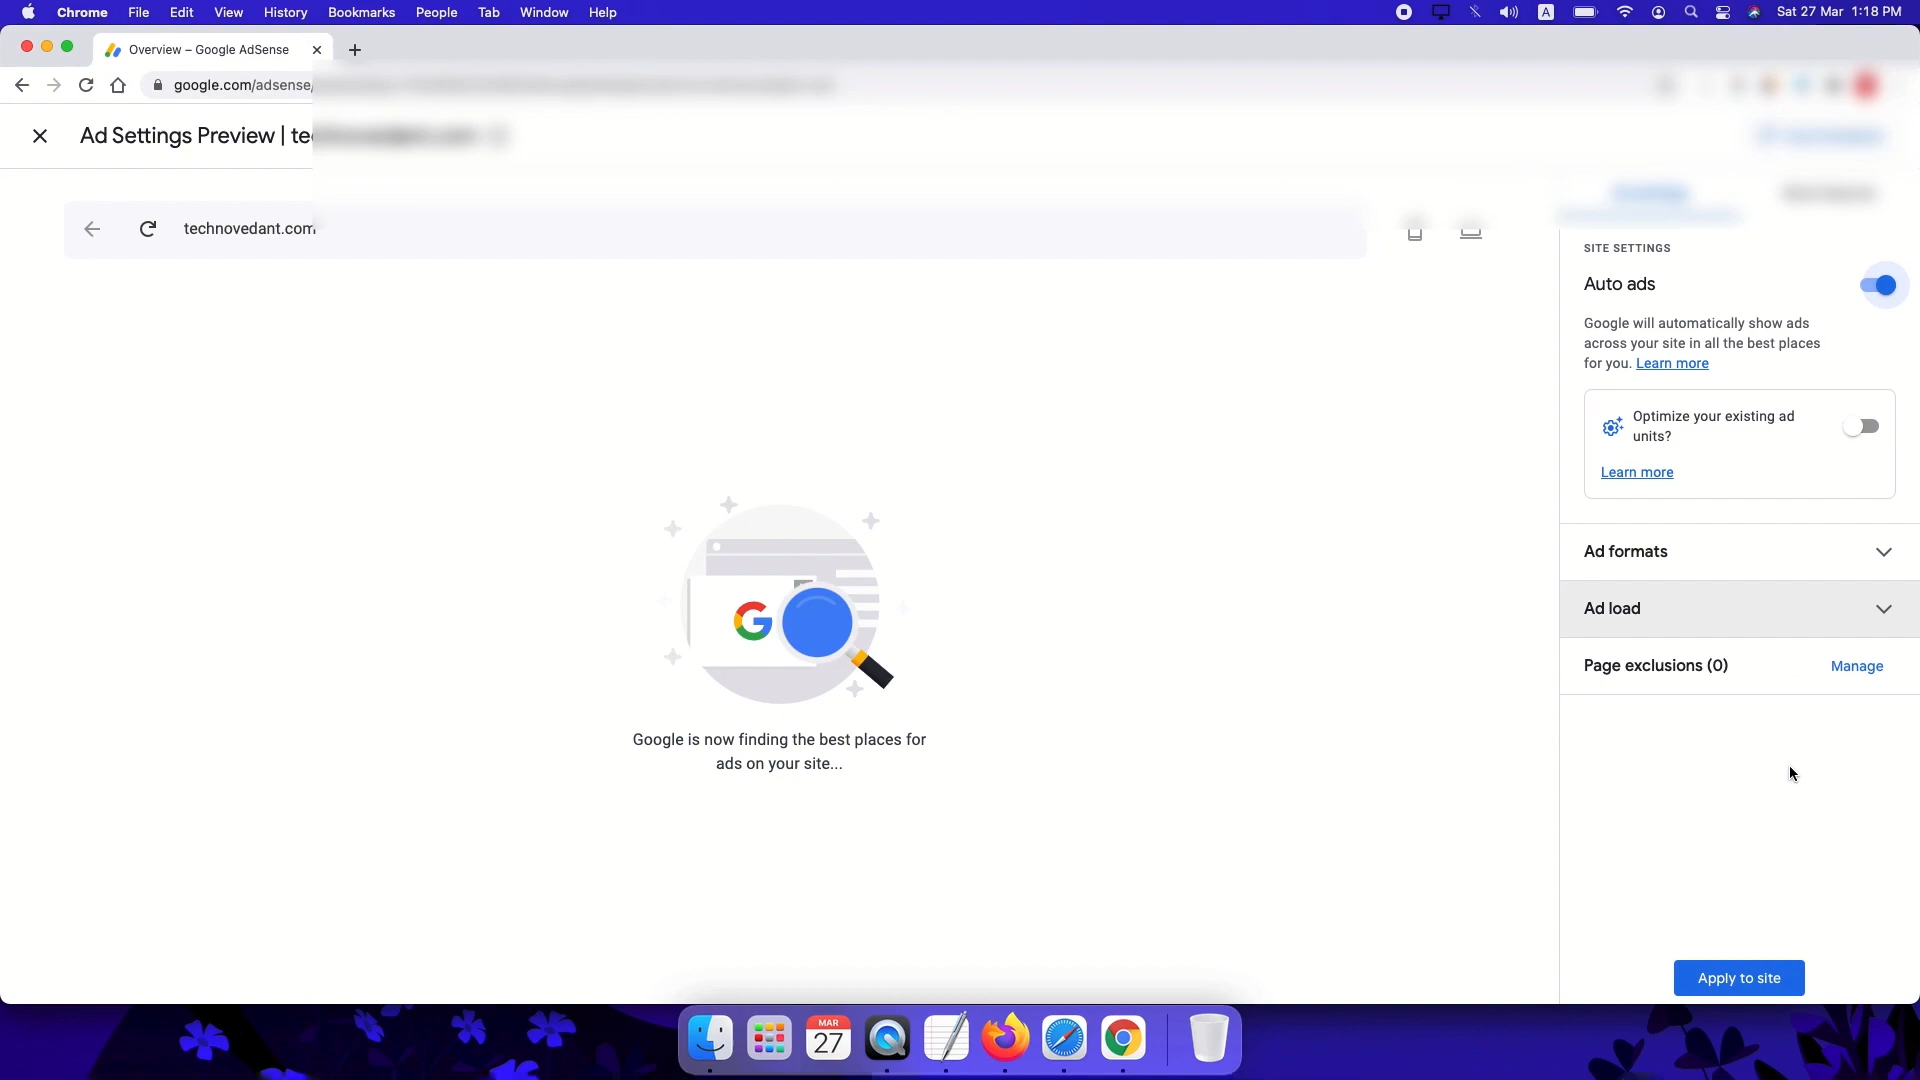 Chrome File Edit View History Bookmarks People Tab Window Help A Sat 27 Mar 1:18 PM
Overview – Google AdSense
google.com/adsense/
Ad Settings Preview | te
technovedant.com
SITE SETTINGS
Auto ads
Google will automatically show ads
across your site in all the best places
for you. Learn more
Optimize your existing ad
units?
Learn more
Ad formats
Ad load
Page exclusions (0) Manage
G
Google is now finding the best places for
ads on your site...
Apply to site
MAR
27